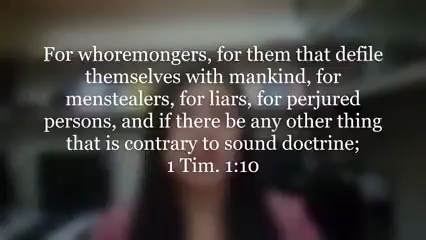 For whoremongers, for them that defile
themselves with mankind, for
menstealers, for liars, for perjured
persons, and if there be any other thing
that is contrary to sound doctrine;
1 Tim. 1:10